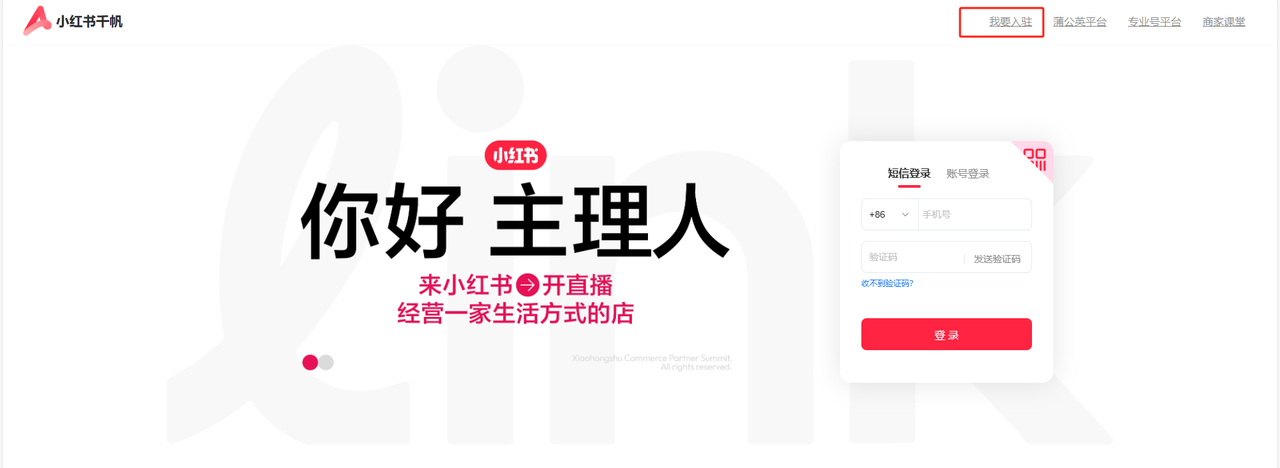 小红书千帆
我要入驻 蒲公英平台 专业号平台 商家课堂
link
小红书
你好 主理人
来小红书→开直播
经营一家生活方式的店
Xiaohongshu Commerce Partner Summit,
All rights reserved.
短信登录 账号登录
+86 手机号
验证码 发送验证码
收不到验证码?
登 录